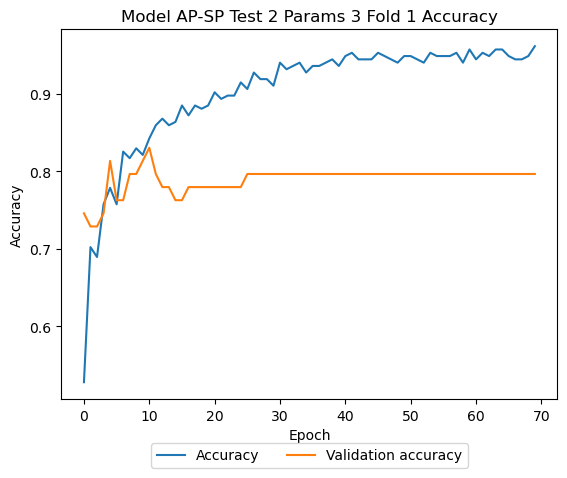 Model AP-SP Test 2 Params 3 Fold 1 Accuracy
0.9
0.8
0.7
0.6
Accuracy
0 10 20 30 40 50 60 70
Epoch
Accuracy Validation accuracy